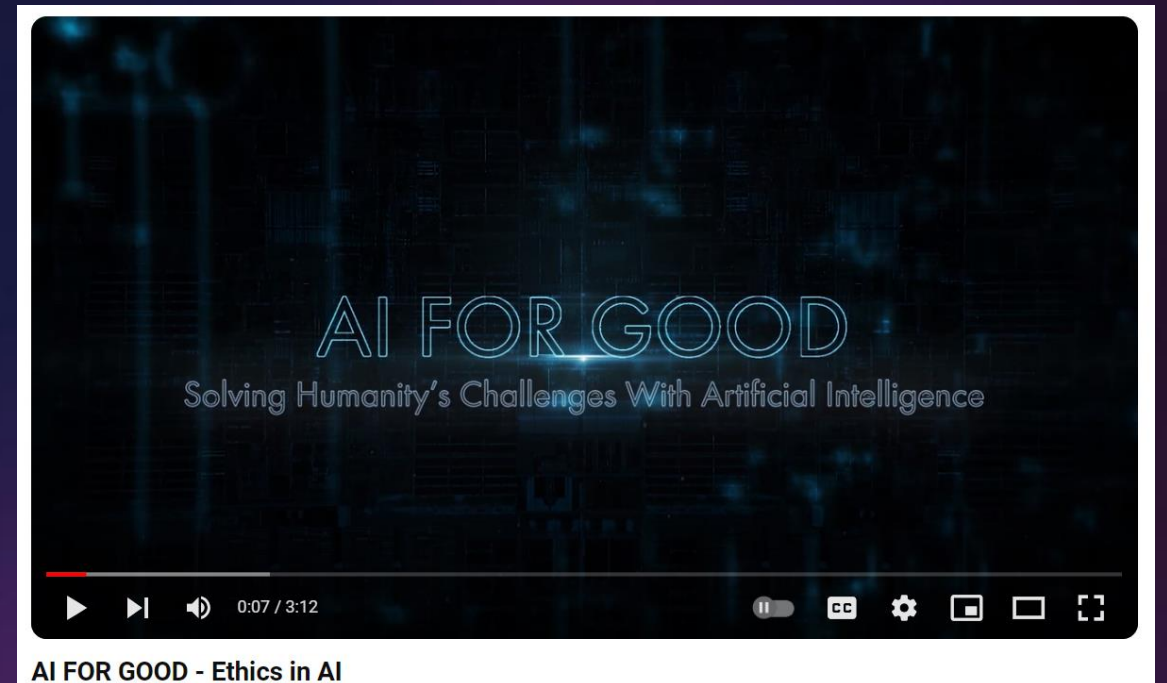 AI FOR GOOD
Solving Humanity's Challenges With Artificial Intelligence
0:07 / 3:12
CC
AI FOR GOOD - Ethics in AI